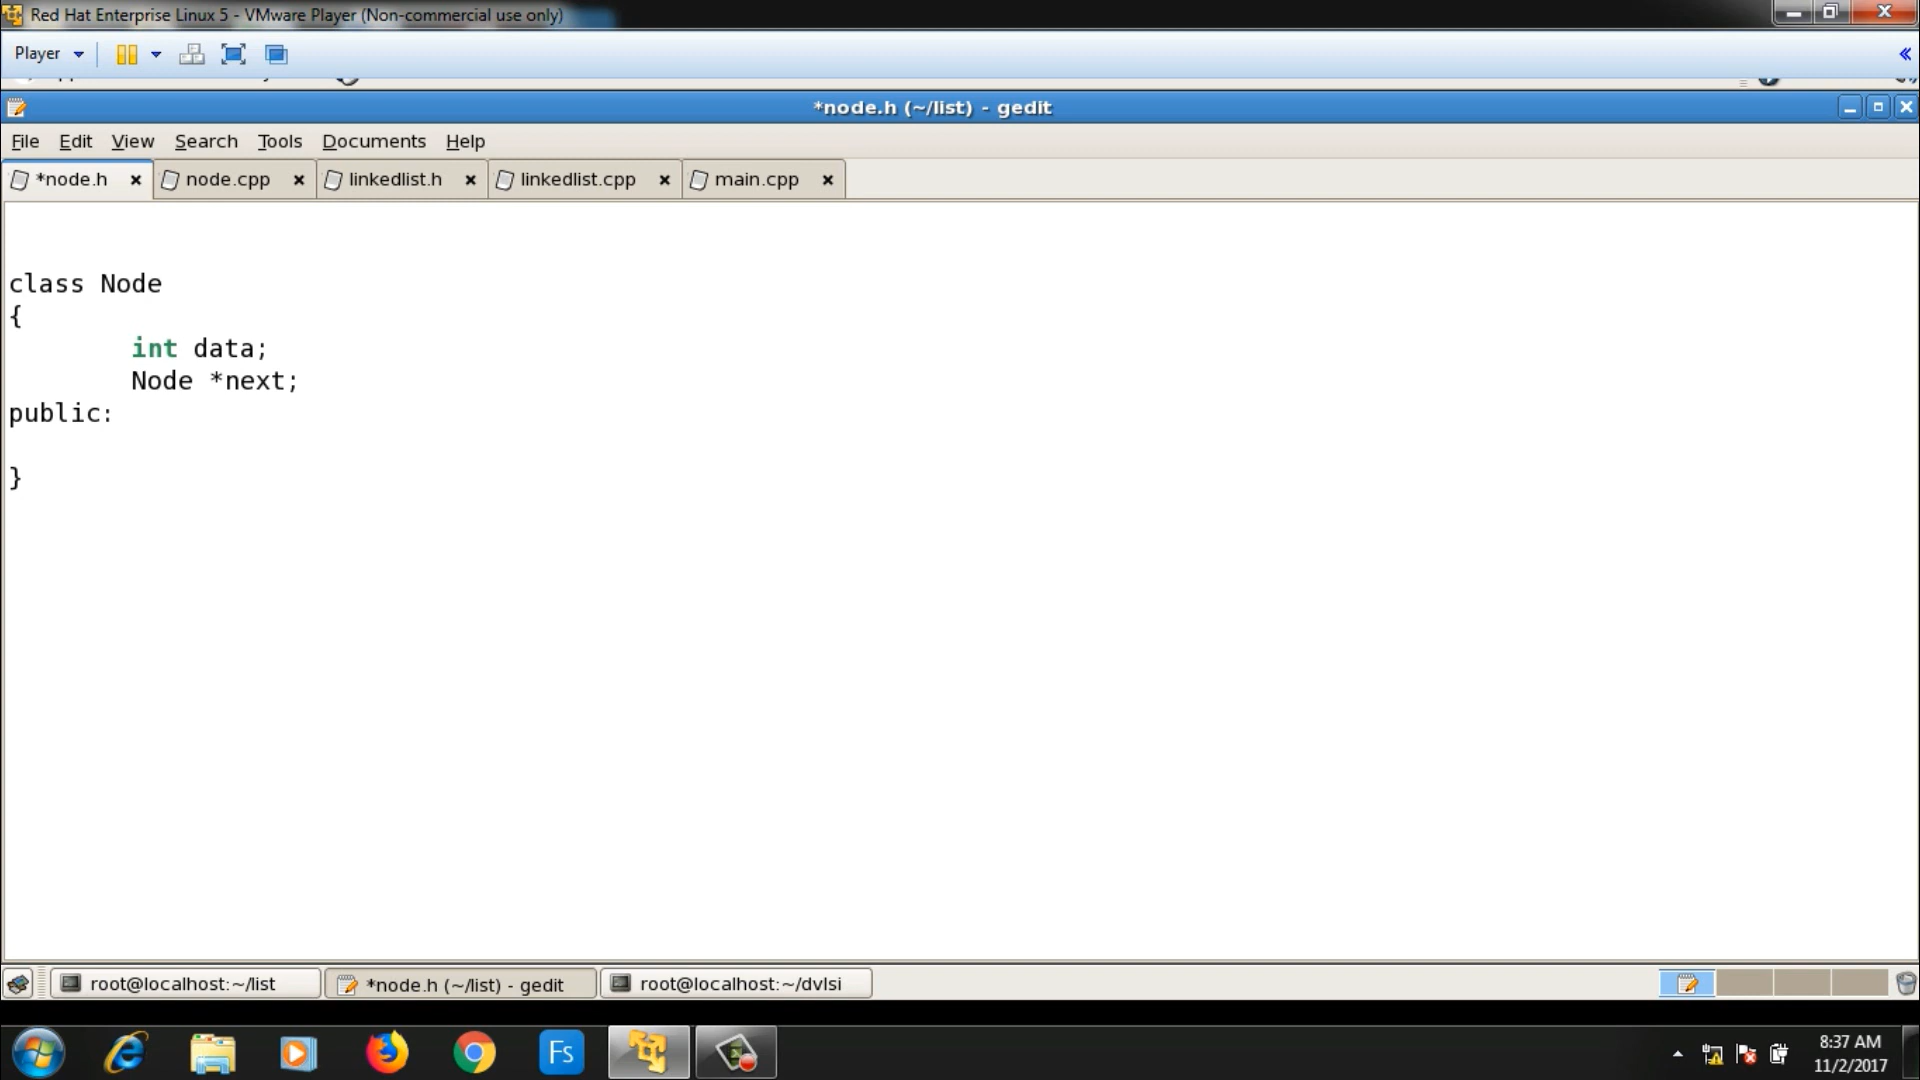 Red Hat Enterprise Linux 5 - VMware Player (Non-commercial use only)
Player
*node.h (~/list) - gedit
File Edit View Search Tools Documents Help
*node.h node.cpp linkedlist.h linkedlist.cpp main.cpp
class Node
{
int data;
Node *next;
public:
}
root@localhost:~/list *node.h (~/list) - gedit root@localhost:~/dvlsi
Fs
8:37 AM
11/2/2017